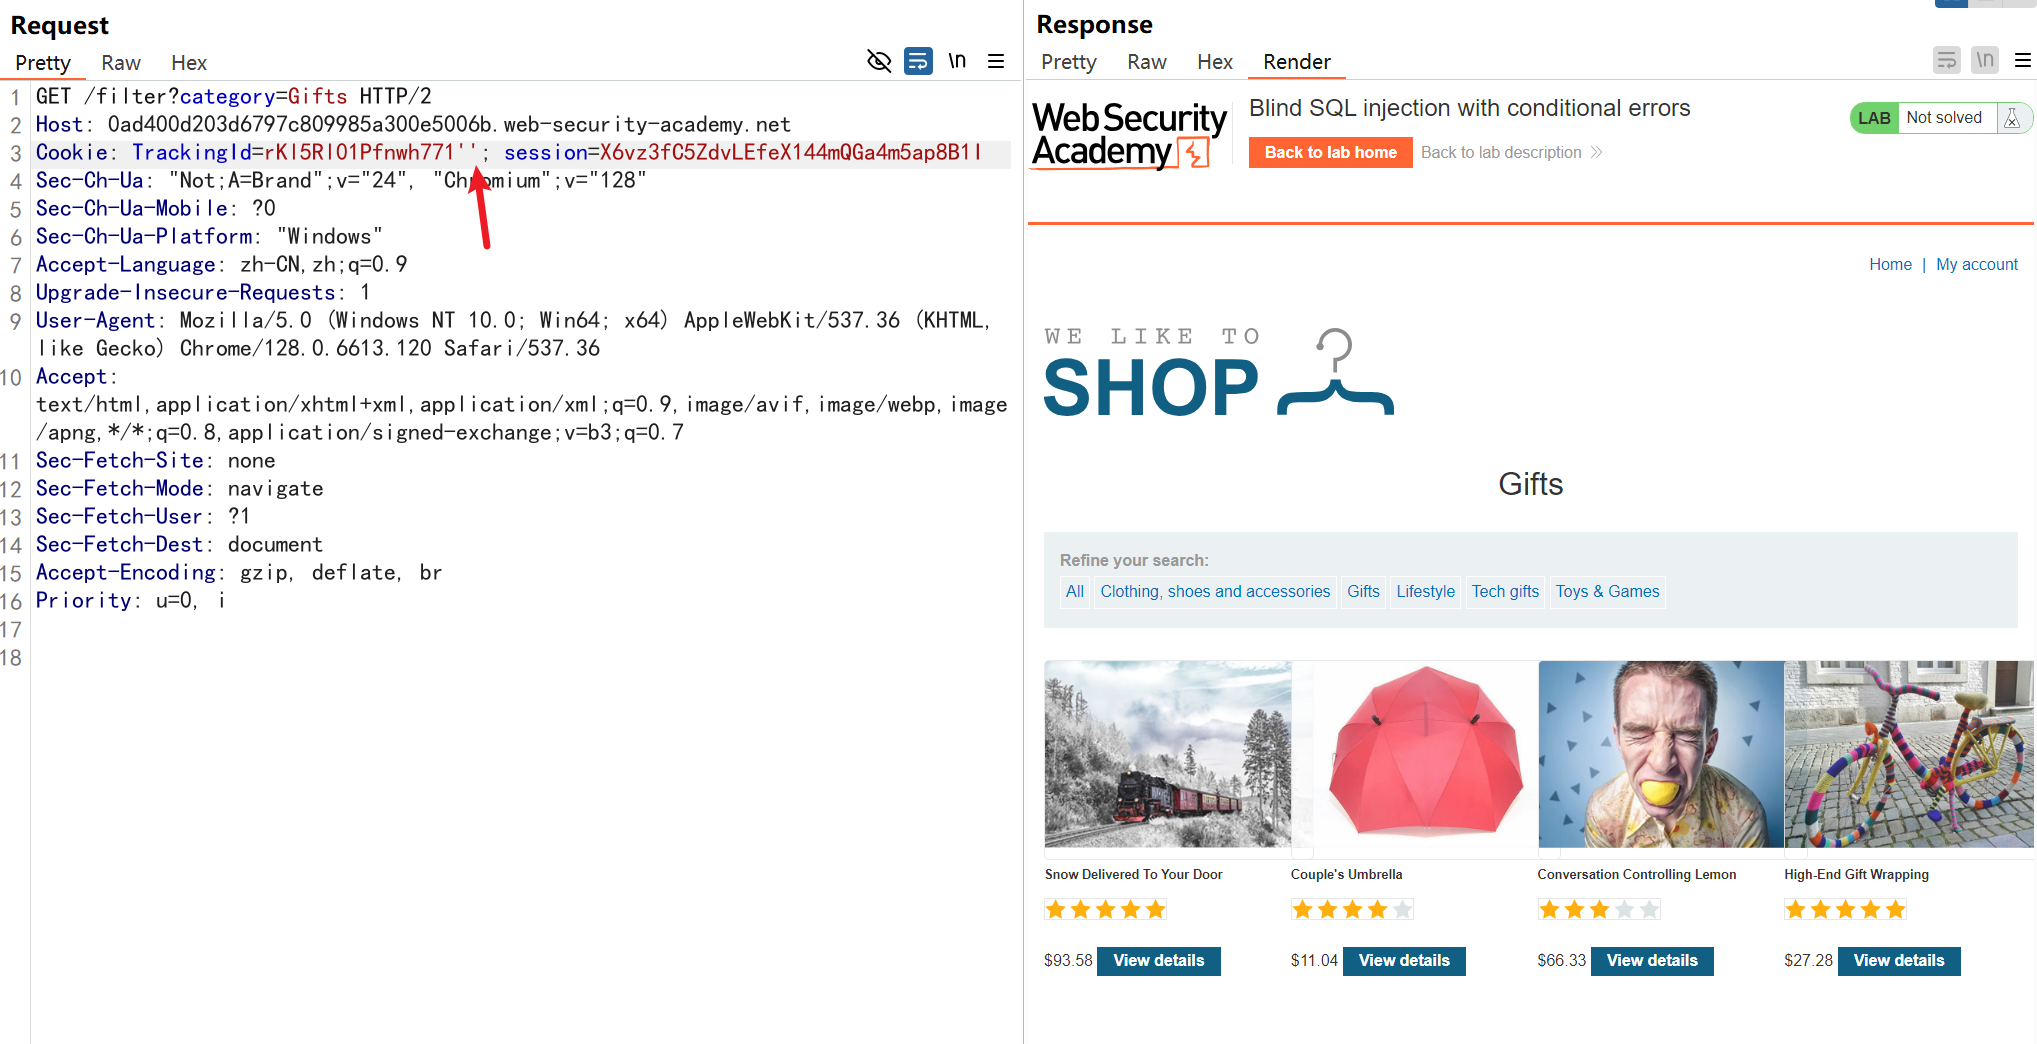 Request
Pretty Raw Hex \n
1 GET /filter?category=Gifts HTTP/2
2 Host: 0ad400d203d6797c809985a300e5006b.web-security-academy.net
3 Cookie: TrackingId=rKl5Rl01Pfnwh771''; session=X6vz3fC5ZdvLEfeX144mQGa4m5ap8B1I
4 Sec-Ch-Ua: "Not;A=Brand";v="24", "Chromium";v="128"
5 Sec-Ch-Ua-Mobile: ?0
6 Sec-Ch-Ua-Platform: "Windows"
7 Accept-Language: zh-CN,zh;q=0.9
8 Upgrade-Insecure-Requests: 1
9 User-Agent: Mozilla/5.0 (Windows NT 10.0; Win64; x64) AppleWebKit/537.36 (KHTML,
like Gecko) Chrome/128.0.6613.120 Safari/537.36
10 Accept:
text/html,application/xhtml+xml,application/xml;q=0.9,image/avif,image/webp,image
/apng,*/*;q=0.8,application/signed-exchange;v=b3;q=0.7
11 Sec-Fetch-Site: none
12 Sec-Fetch-Mode: navigate
13 Sec-Fetch-User: ?1
14 Sec-Fetch-Dest: document
15 Accept-Encoding: gzip, deflate, br
16 Priority: u=0, i
17
18
Response
Pretty Raw Hex Render \n
Web Security
Academy
Blind SQL injection with conditional errors
Back to lab home Back to lab description >>
LAB Not solved
Home | My account
WE LIKE TO
SHOP
Gifts
Refine your search:
All Clothing, shoes and accessories Gifts Lifestyle Tech gifts Toys & Games
Snow Delivered To Your Door Couple's Umbrella Conversation Controlling Lemon High-End Gift Wrapping
$93.58 View details $11.04 View details $66.33 View details $27.28 View details